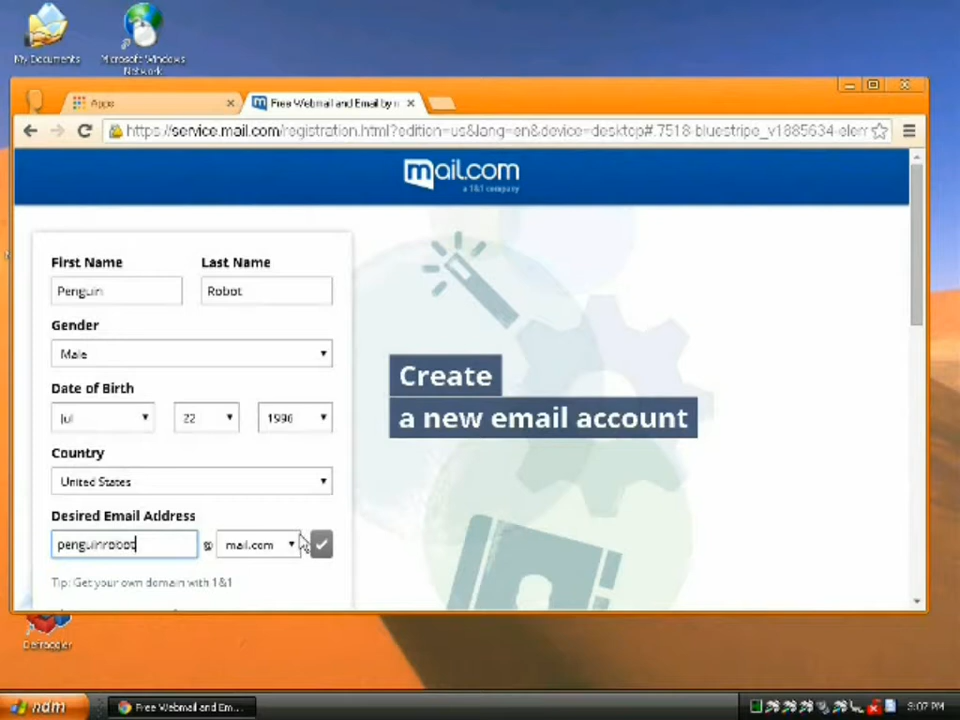 My Documents
Microsoft Windows
Network
Apps
Free Webmail and Email by
https://service.mail.com/registration.html?edition=us&lang=en&device=desktop#.7518-bluestripe_v1885634-elem
mail.com
a 1&1 company
First Name
Last Name
Penguin
Robot
Gender
Male
Date of Birth
Jul
22
1996
Country
United States
Desired Email Address
penguinrobot
@
mail.com
Tip: Get your own domain with 1&1
Create
a new email account
Defraggler
Free Webmail and Em...
3:07 PM